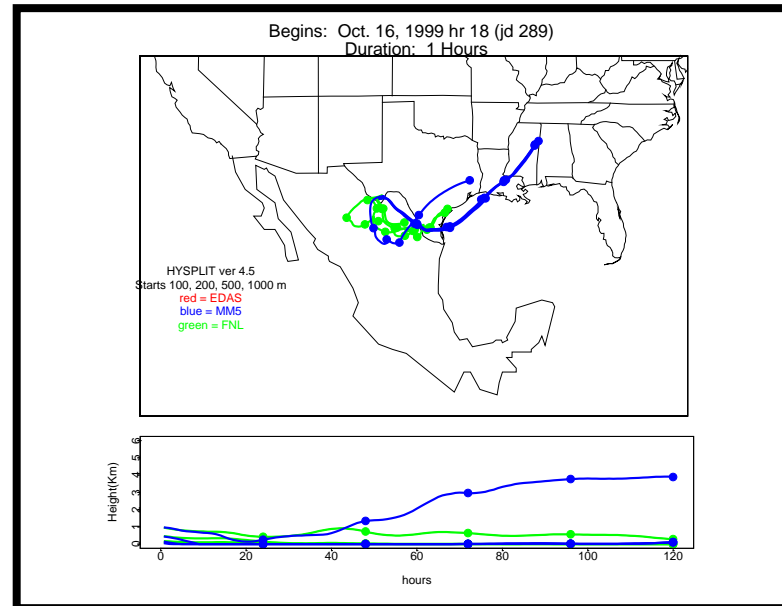 Begins:  Oct. 16, 1999 hr 18 (jd 289)
Duration:  1 Hours
HYSPLIT ver 4.5
Starts 100, 200, 500, 1000 m
red = EDAS
blue = MM5
green = FNL
Height(Km)
6
5
4
3
2
1
0
0 20 40 60 80 100 120
hours